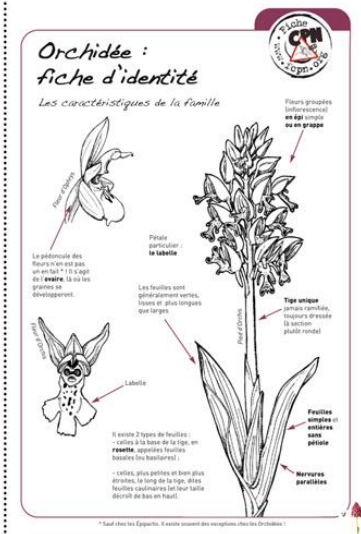 Fiche
CPN
www.fcpn.org
Orchidée :
fiche d'identité
Les caractéristiques de la famille
Fleurs groupées
(inflorescence)
en épi simple
ou en grappe
Fleur d'Ophrys
Le pédoncule des
fleurs n'en est pas
un en fait * ! Il s'agit
de l'ovaire, là où les
graines se
développeront.
Pétale
particulier :
le labelle
Les feuilles sont
généralement vertes,
lisses et plus longues
que larges
Tige unique
jamais ramifiée,
toujours dressée
(à section
plutôt ronde)
Pied d'Orchis
Fleur d'Orchis
Labelle
Il existe 2 types de feuilles :
- celles à la base de la tige, en
rosette, appelées feuilles
basales (ou basilaires) ;
- celles, plus petites et bien plus
étroites, le long de la tige, dites
feuilles caulinaires (et leur taille
décroît de bas en haut).
Feuilles
simples et
entières
sans
pétiole
Nervures
parallèles
* Sauf chez les Épipactis. Il existe souvent des exceptions chez les Orchidées !